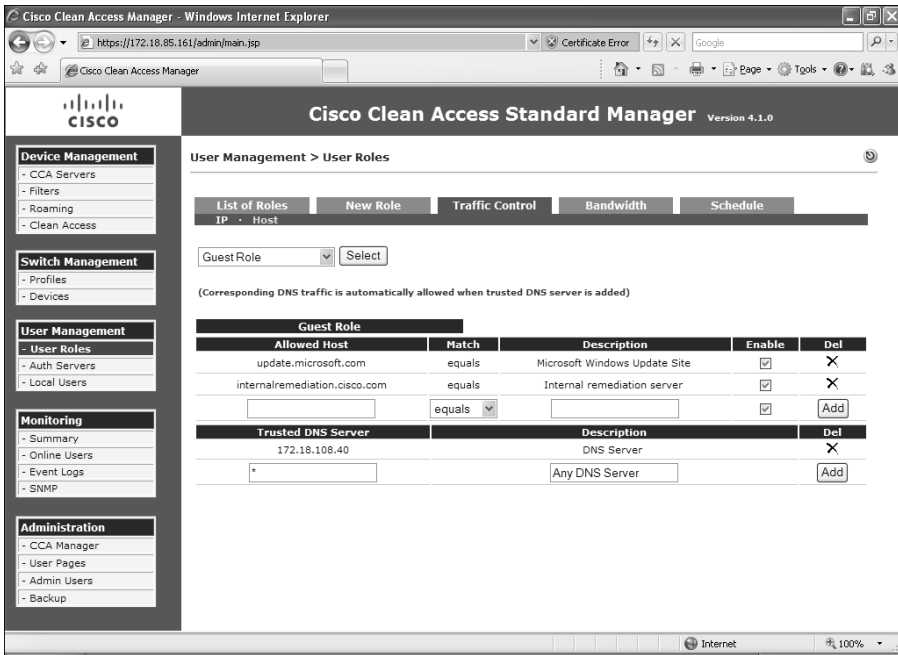 Cisco Clean Access Manager - Windows Internet Explorer
https://172.18.85.161/admin/main.jsp
Certificate Error
Google
Cisco Clean Access Manager
Page
Tools
CISCO
Cisco Clean Access Standard Manager Version 4.1.0
Device Management
- CCA Servers
- Filters
- Roaming
- Clean Access
Switch Management
- Profiles
- Devices
User Management
- User Roles
- Auth Servers
- Local Users
Monitoring
- Summary
- Online Users
- Event Logs
- SNMP
Administration
- CCA Manager
- User Pages
- Admin Users
- Backup
User Management > User Roles
List of Roles New Role Traffic Control Bandwidth Schedule
IP · Host
Guest Role Select
(Corresponding DNS traffic is automatically allowed when trusted DNS server is added)
Guest Role
Allowed Host Match Description Enable Del
update.microsoft.com equals Microsoft Windows Update Site
internalremediation.cisco.com equals Internal remediation server
equals Add
Trusted DNS Server Description Del
172.18.108.40 DNS Server
* Any DNS Server Add
Internet 100%